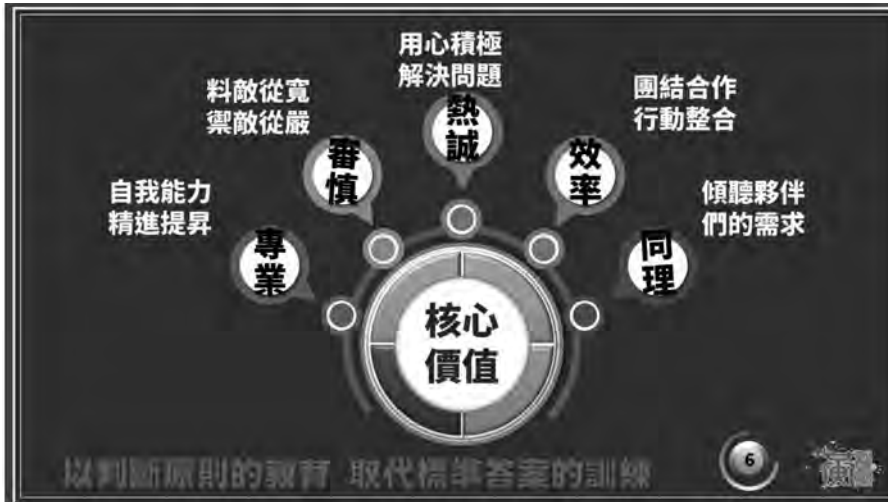 用心積極
解決問題
熱誠
料敵從寬
禦敵從嚴
審慎
團結合作
行動整合
效率
自我能力
精進提昇
專業
傾聽夥伴
們的需求
同理
核心
價值
以判斷原則的教育 取代標準答案的訓練
6